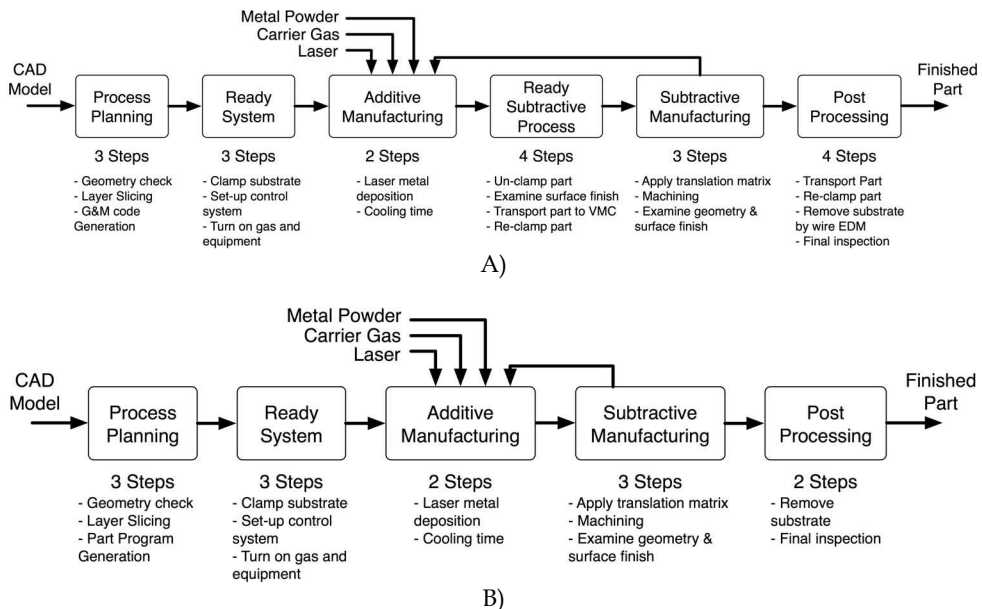 Metal Powder
Carrier Gas
Laser
CAD
Model
Process
Planning
Ready
System
Additive
Manufacturing
Ready
Subtractive
Process
Subtractive
Manufacturing
Post
Processing
Finished
Part
3 Steps
- Geometry check
- Layer Slicing
- G&M code
Generation
3 Steps
- Clamp substrate
- Set-up control
system
- Turn on gas and
equipment
2 Steps
- Laser metal
deposition
- Cooling time
4 Steps
- Un-clamp part
- Examine surface finish
- Transport part to VMC
- Re-clamp part
3 Steps
- Apply translation matrix
- Machining
- Examine geometry &
surface finish
4 Steps
- Transport Part
- Re-clamp part
- Remove substrate
by wire EDM
- Final inspection
A)
Metal Powder
Carrier Gas
Laser
CAD
Model
Process
Planning
Ready
System
Additive
Manufacturing
Subtractive
Manufacturing
Post
Processing
Finished
Part
3 Steps
- Geometry check
- Layer Slicing
- Part Program
Generation
3 Steps
- Clamp substrate
- Set-up control
system
- Turn on gas and
equipment
2 Steps
- Laser metal
deposition
- Cooling time
3 Steps
- Apply translation matrix
- Machining
- Examine geometry &
surface finish
2 Steps
- Remove
substrate
- Final inspection
B)